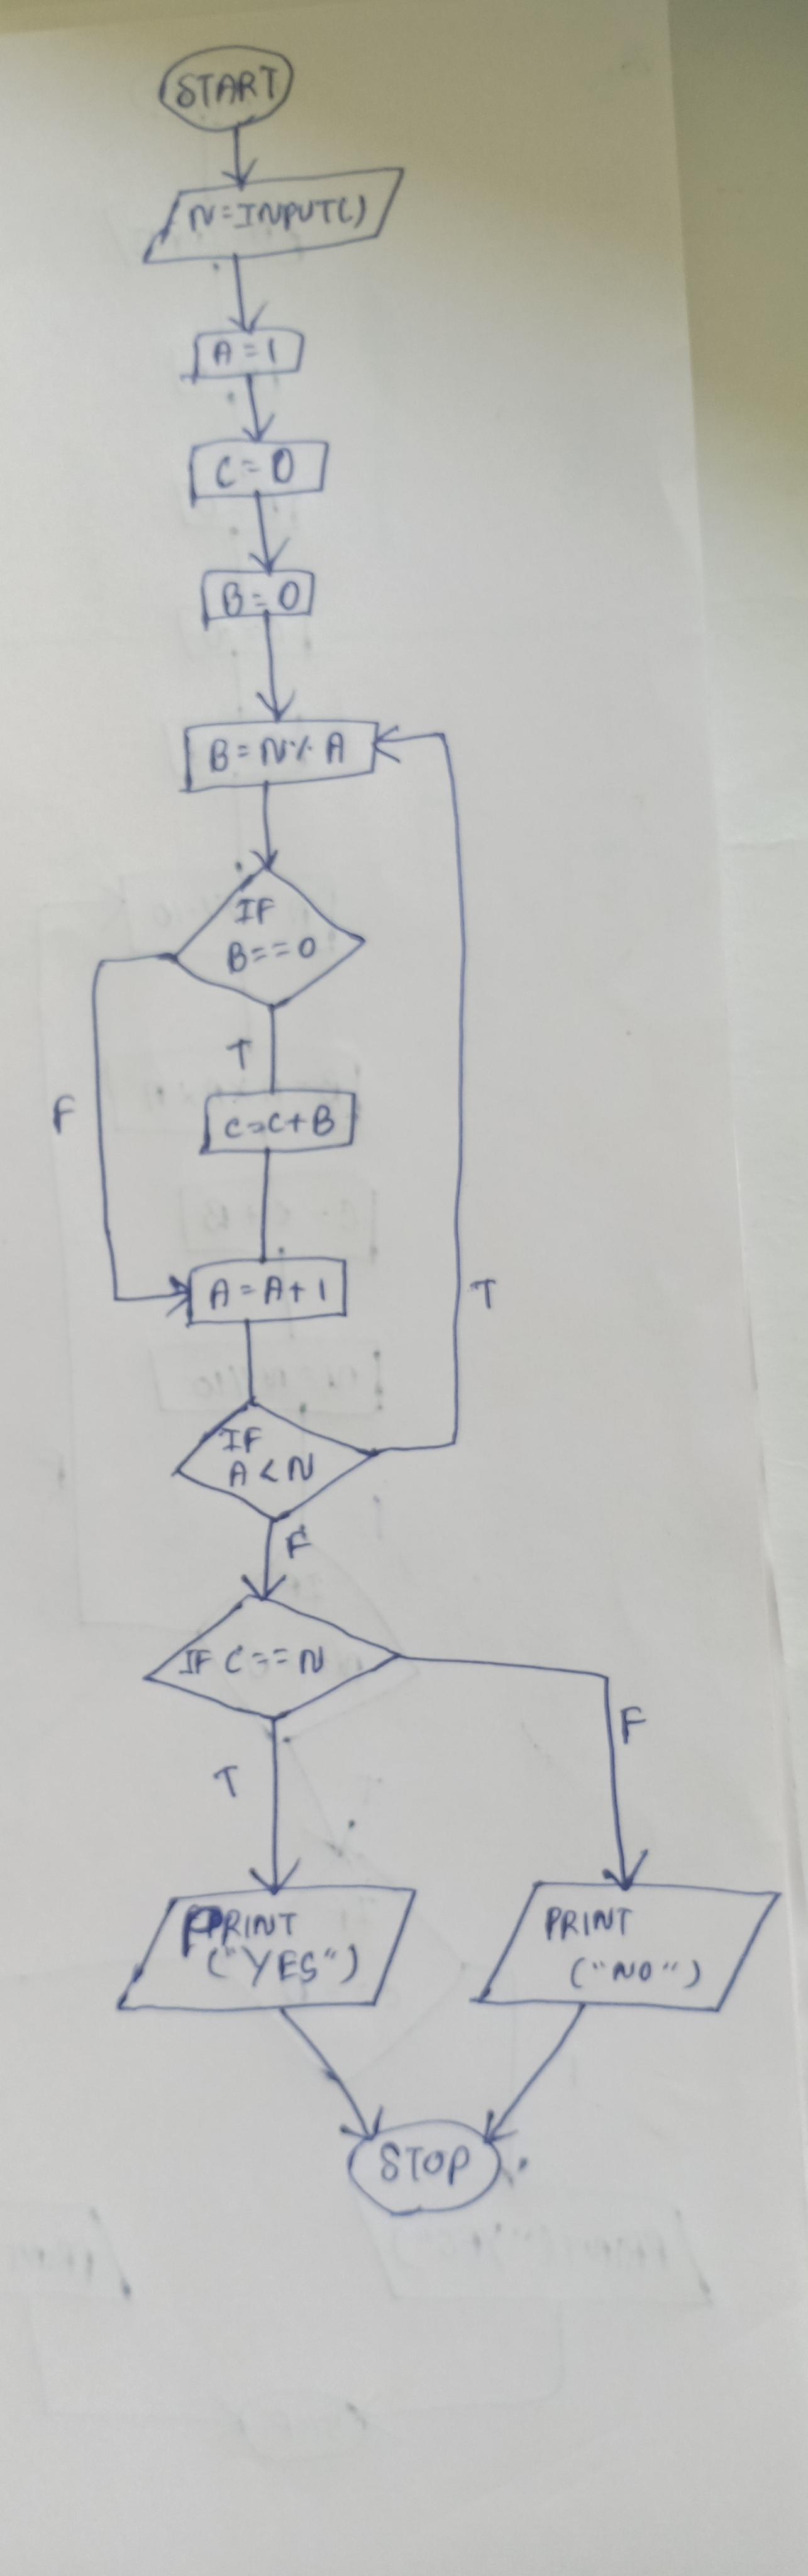 START
N=INPUT()
A=1
C=0
B=0
B=N%A
IF
B==0
T
F
C=C+B
A=A+1
T
IF
A<N
F
IF C==N
F
T
PRINT
("YES")
PRINT
("NO")
STOP